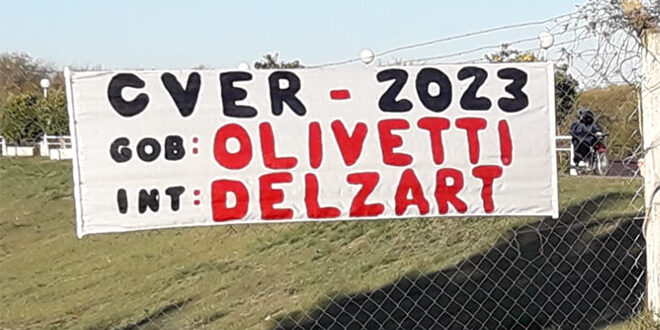 CVER - 2023
GOB: OLIVETTI
INT: DELZART